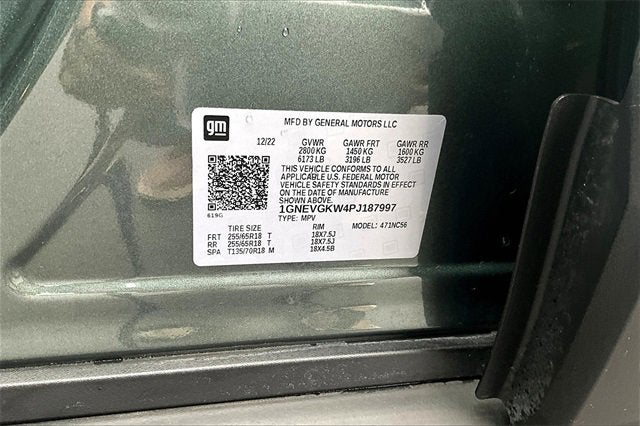 gm
MFD BY GENERAL MOTORS LLC
12/22 GVWR GAWR FRT GAWR RR
2800 KG 1450 KG 1600 KG
6173 LB 3196 LB 3527 LB
THIS VEHICLE CONFORMS TO ALL
APPLICABLE U.S. FEDERAL MOTOR
VEHICLE SAFETY STANDARDS IN EFFECT
ON THE DATE OF MANUFACTURE
SHOWN ABOVE.
1GNEVGKW4PJ187997
619G
TYPE: MPV
TIRE SIZE RIM MODEL: 471NC56
FRT 255/65R18 T 18X7.5J
RR 255/65R18 T 18X7.5J
SPA T135/70R18 M 18X4.5B